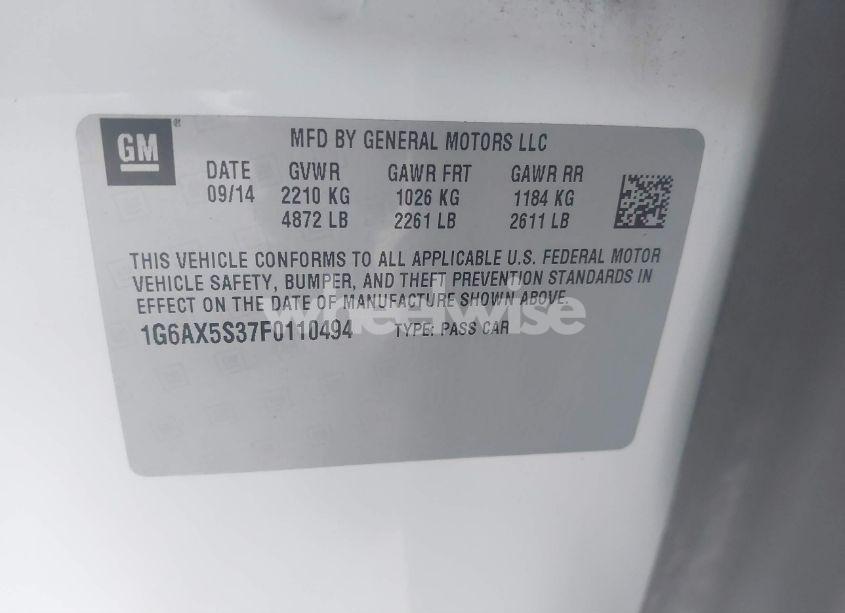 GM®
MFD BY GENERAL MOTORS LLC
DATE GVWR GAWR FRT GAWR RR
09/14 2210 KG 1026 KG 1184 KG
4872 LB 2261 LB 2611 LB
THIS VEHICLE CONFORMS TO ALL APPLICABLE U.S. FEDERAL MOTOR
VEHICLE SAFETY, BUMPER, AND THEFT PREVENTION STANDARDS IN
EFFECT ON THE DATE OF MANUFACTURE SHOWN ABOVE.
wheelwise
1G6AX5S37F0110494 TYPE: PASS CAR